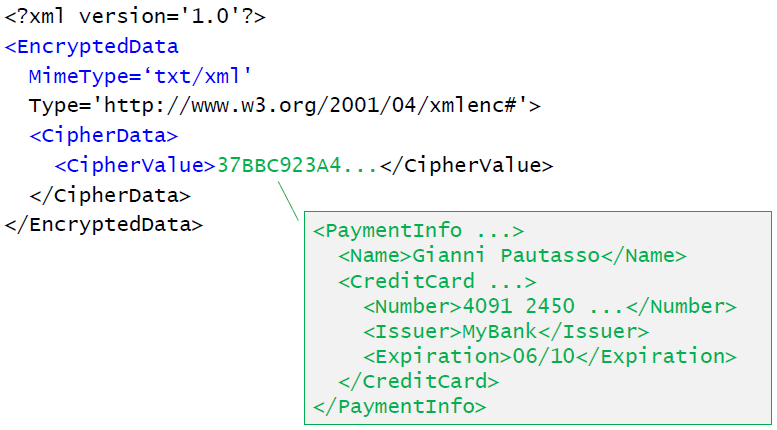 <?xml version='1.0'?>
<EncryptedData
MimeType=‘txt/xml'
Type='http://www.w3.org/2001/04/xmlenc#'>
<CipherData>
<CipherValue>37BBC923A4...</CipherValue>
</CipherData>
</EncryptedData>
<PaymentInfo ...>
<Name>Gianni Pautasso</Name>
<CreditCard ...>
<Number>4091 2450 ...</Number>
<Issuer>MyBank</Issuer>
<Expiration>06/10</Expiration>
</CreditCard>
</PaymentInfo>